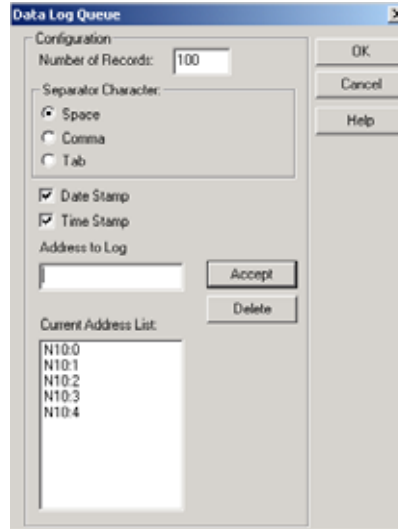 Data Log Queue
Configuration
Number of Records: 100
OK
Cancel
Help
Separator Character:
Space
Comma
Tab
Date Stamp
Time Stamp
Address to Log
Accept
Delete
Current Address List:
N10:0
N10:1
N10:2
N10:3
N10:4